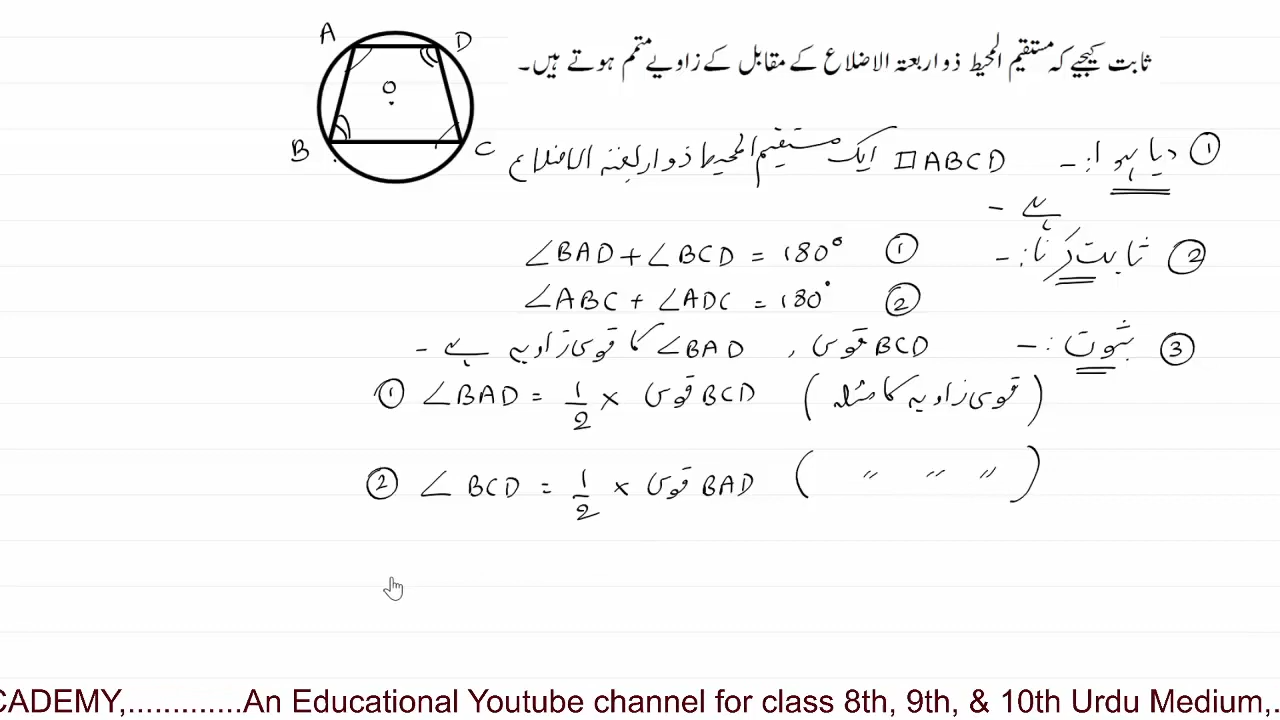 A
D
O
B
C
ثابت کیجیے کہ مستقیم المحیط ذواربعتہ الاضلاع کے مقابل کے زاویے متمم ہوتے ہیں۔
① دیا ہوا :- □ABCD ایک مستقیم المحیط ذواربعتہ الاضلاع
ہے -
② ثابت کرنا :- ① ∠BAD + ∠BCD = 180°
② ∠ABC + ∠ADC = 180°
③ ثبوت :- BCD قوس , ∠BAD کا قوسی زاویہ ہے -
① ∠BAD = 1/2 × قوس BCD (قوسی زاویہ کا مسئلہ)
② ∠BCD = 1/2 × قوس BAD ( " " " )
CADEMY,.............An Educational Youtube channel for class 8th, 9th, & 10th Urdu Medium,.